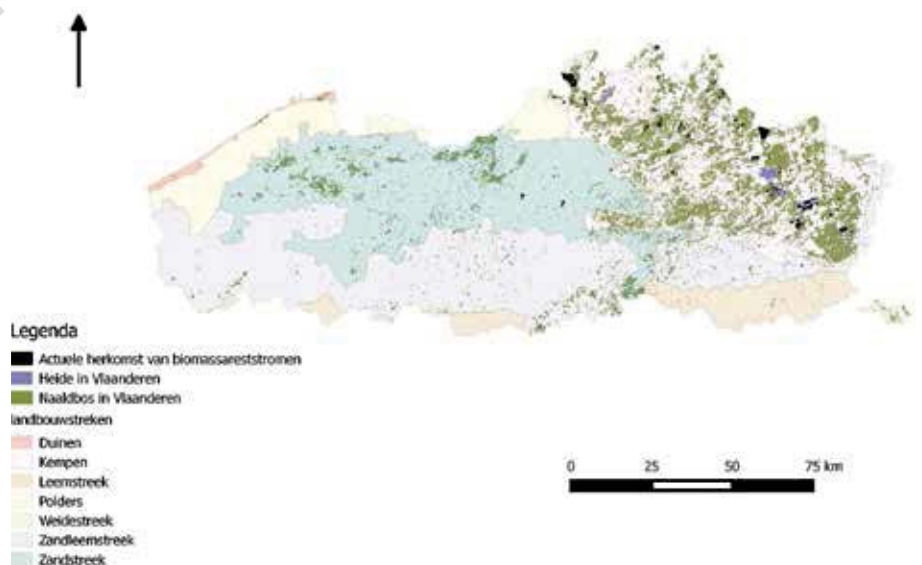 Legenda
Actuele herkomst van biomassareststromen
Heide in Vlaanderen
Naaldbos in Vlaanderen
landbouwstreken
Duinen
Kempen
Leemstreek
Polders
Weidestreek
Zandleemstreek
Zandstreek
0 25 50 75 km